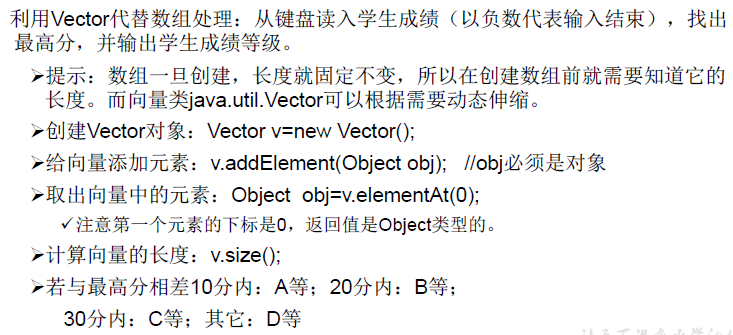 利用Vector代替数组处理：从键盘读入学生成绩（以负数代表输入结束），找出
最高分，并输出学生成绩等级。
➢提示：数组一旦创建，长度就固定不变，所以在创建数组前就需要知道它的
长度。而向量类java.util.Vector可以根据需要动态伸缩。
➢创建Vector对象：Vector v=new Vector();
➢给向量添加元素：v.addElement(Object obj); //obj必须是对象
➢取出向量中的元素：Object obj=v.elementAt(0);
✓注意第一个元素的下标是0，返回值是Object类型的。
➢计算向量的长度：v.size();
➢若与最高分相差10分内：A等；20分内：B等；
30分内：C等；其它：D等